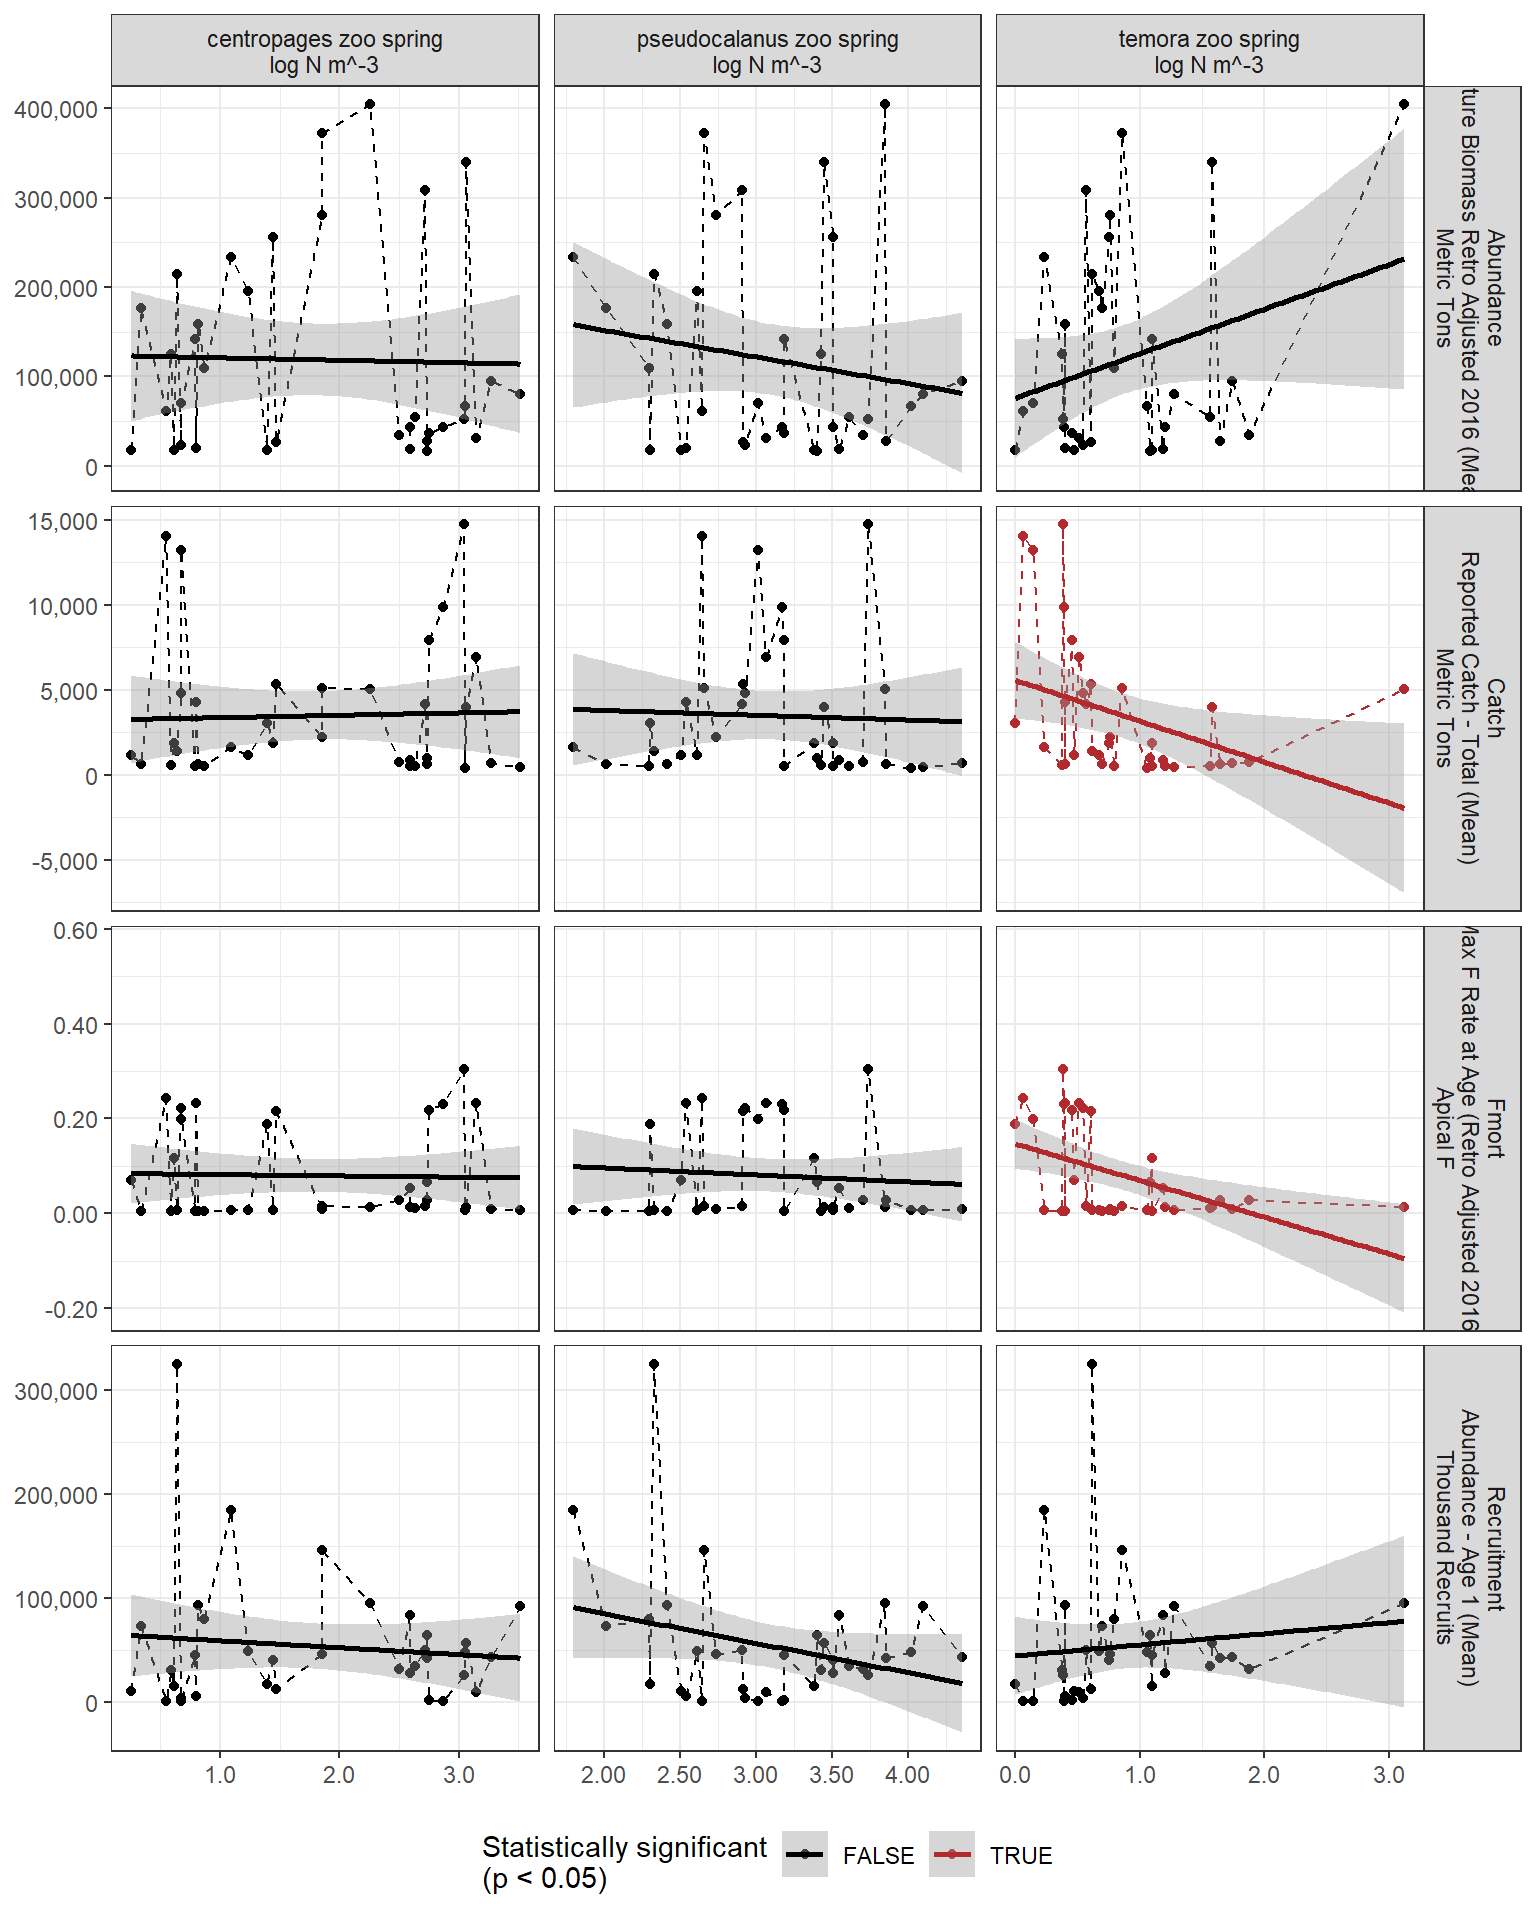 centropages zoo spring
log N m^-3
pseudocalanus zoo spring
log N m^-3
temora zoo spring
log N m^-3
400,000
300,000
200,000
100,000
0
Abundance
Biomass Retro Adjusted 2016
Metric Tons
15,000
10,000
5,000
0
-5,000
Catch
Reported Catch - Total (Mean)
Metric Tons
0.60
0.40
0.20
0.00
-0.20
Fmort
F Rate at Age (Retro Adjusted 2016
Apical F
300,000
200,000
100,000
0
Recruitment
Abundance - Age 1 (Mean)
Thousand Recruits
1.0 2.0 3.0
2.00 2.50 3.00 3.50 4.00
0.0 1.0 2.0 3.0
Statistically significant
(p < 0.05)
FALSE TRUE